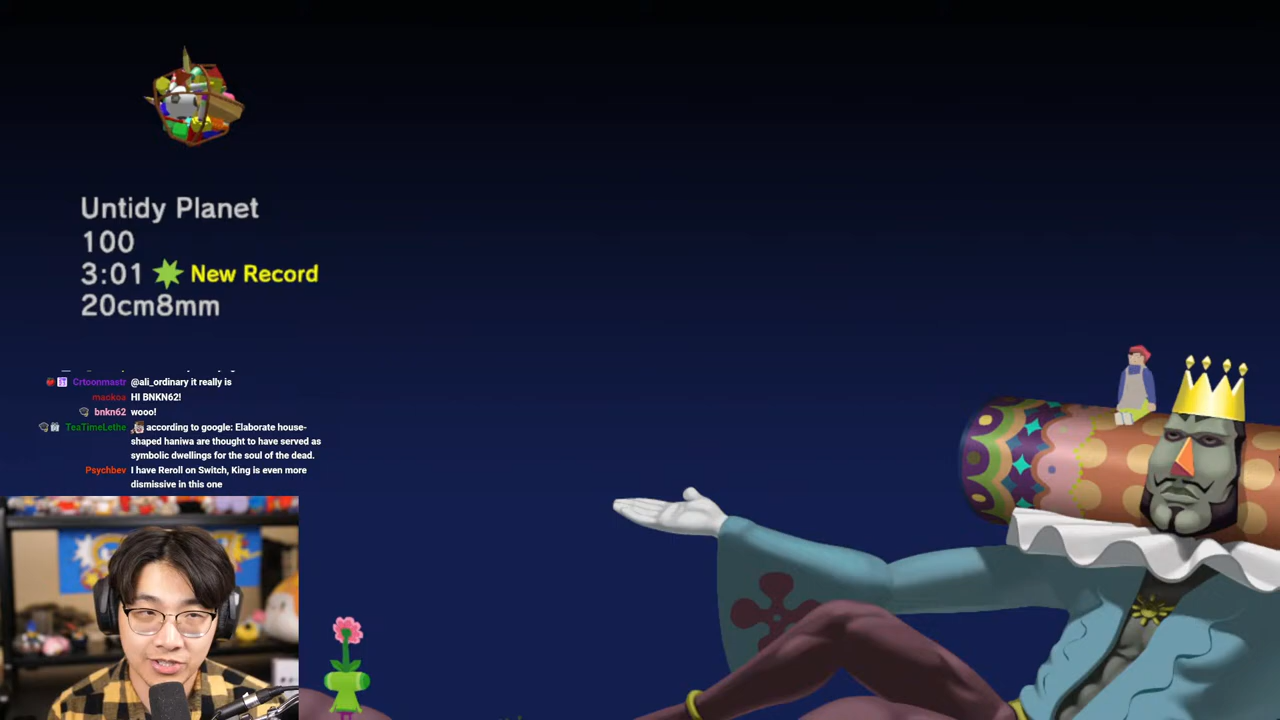 Untidy Planet
100
3:01 New Record
20cm8mm
Crtoonmastr @ali_ordinary it really is
maokoa HI BNKN62!
bnkn62 wooo!
TeaTimeLethe according to google: Elaborate house-
shaped haniwa are thought to have served as
symbolic dwellings for the soul of the dead.
Psychbev I have Reroll on Switch, King is even more
dismissive in this one